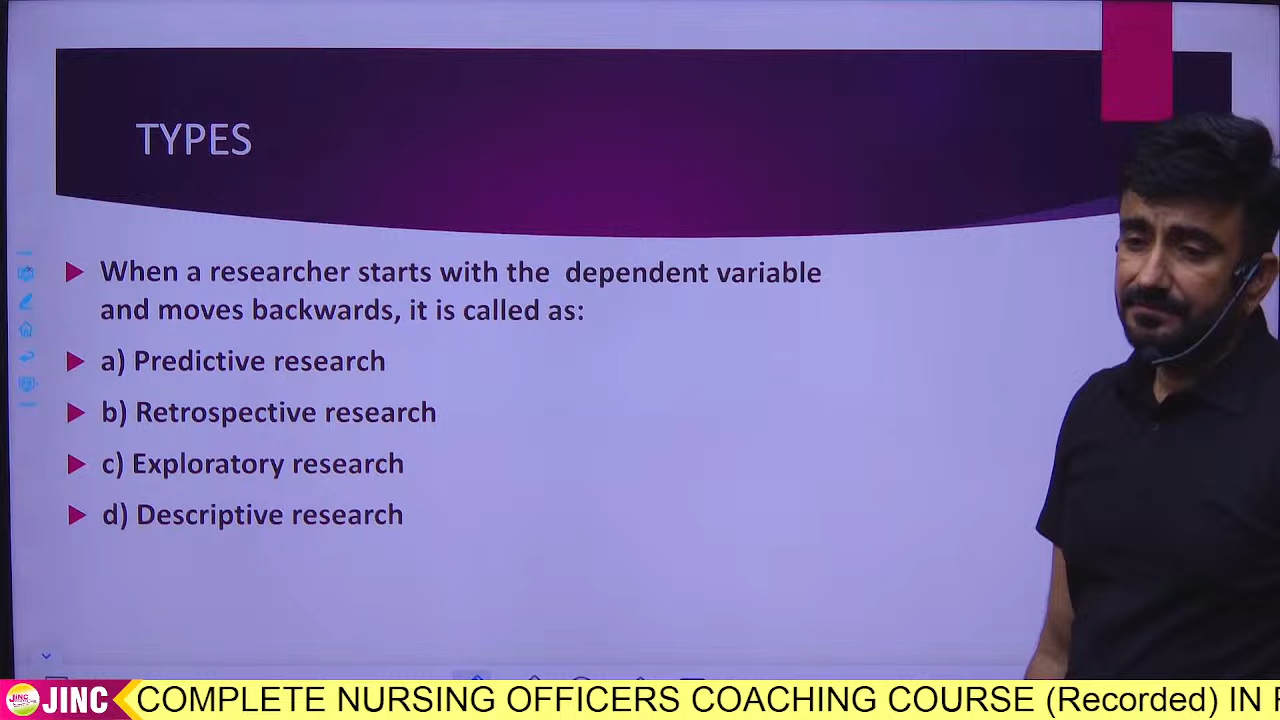 TYPES
When a researcher starts with the dependent variable
and moves backwards, it is called as:
a) Predictive research
b) Retrospective research
c) Exploratory research
d) Descriptive research
JINC COMPLETE NURSING OFFICERS COACHING COURSE (Recorded) IN